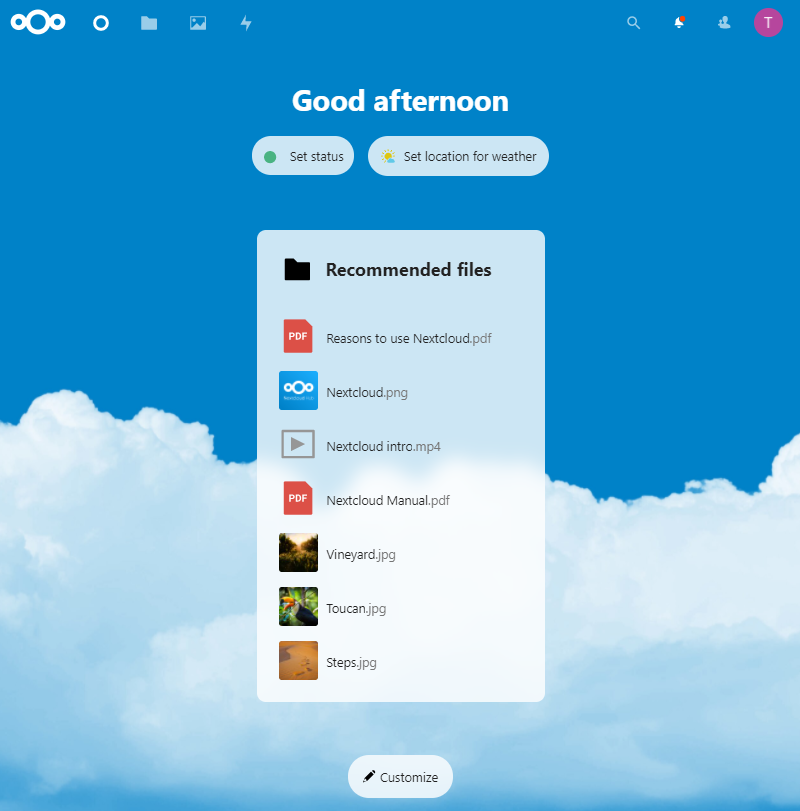 T
Good afternoon
Set status
Set location for weather
Recommended files
PDF
Reasons to use Nextcloud.pdf
Nextcloud.png
Nextcloud intro.mp4
PDF
Nextcloud Manual.pdf
Vineyard.jpg
Toucan.jpg
Steps.jpg
Customize